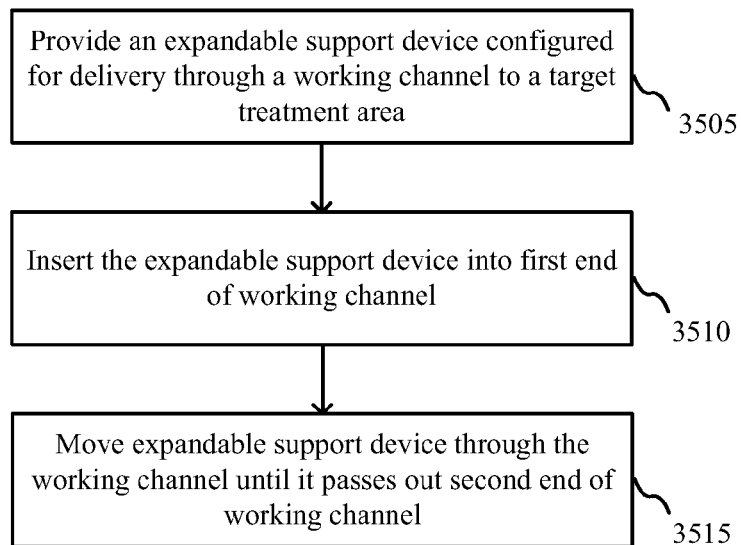 Provide an expandable support device configured
for delivery through a working channel to a target
treatment area
3505
Insert the expandable support device into first end
of working channel
3510
Move expandable support device through the
working channel until it passes out second end of
working channel
3515